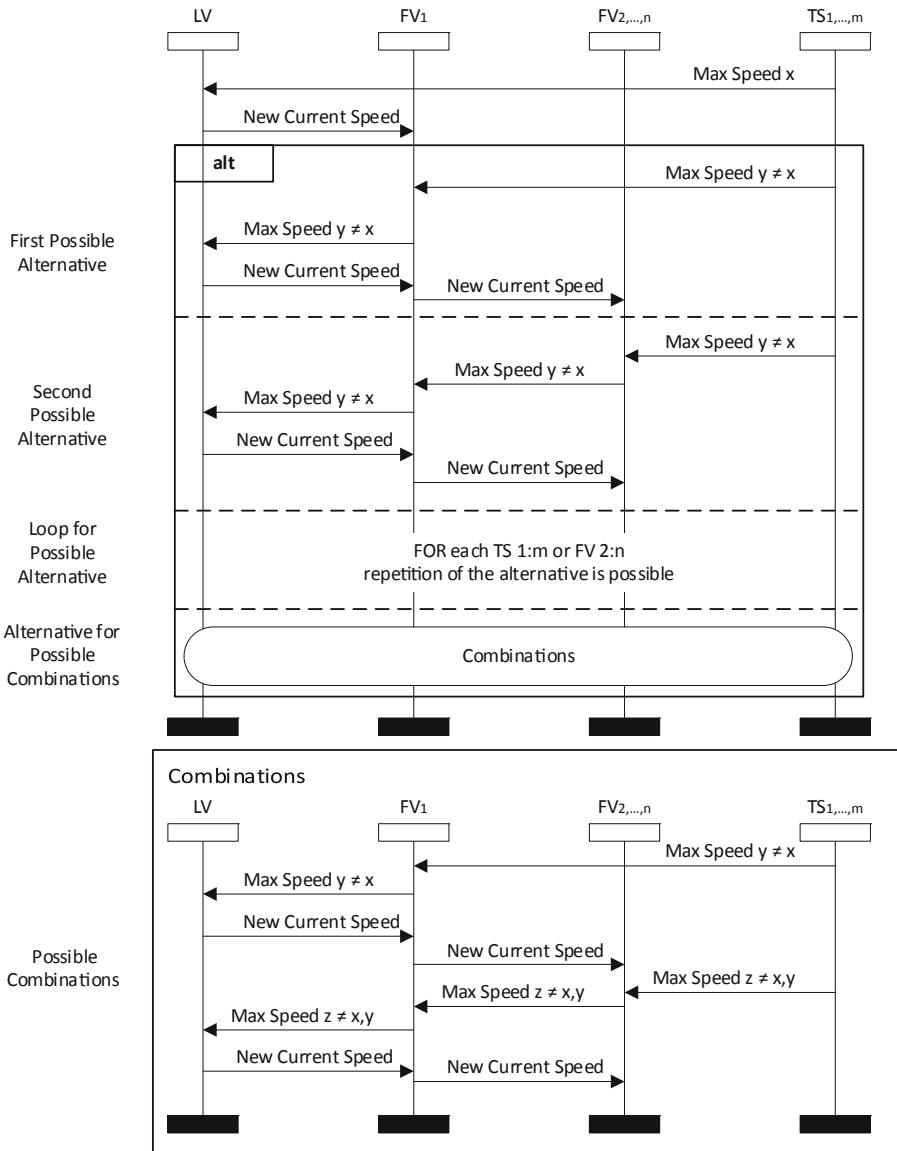 LV FV1 FV2,...,n TS1,...,m
Max Speed x
New Current Speed
alt
Max Speed y ≠ x
First Possible
Alternative
Max Speed y ≠ x
New Current Speed
New Current Speed
Second
Possible
Alternative
Max Speed y ≠ x
Max Speed y ≠ x
Max Speed y ≠ x
New Current Speed
New Current Speed
Loop for
Possible
Alternative
FOR each TS 1:m or FV 2:n
repetition of the alternative is possible
Alternative for
Possible
Combinations
Combinations
Combinations
LV FV1 FV2,...,n TS1,...,m
Max Speed y ≠ x
Max Speed y ≠ x
New Current Speed
New Current Speed
Possible
Combinations
Max Speed z ≠ x,y
Max Speed z ≠ x,y
Max Speed z ≠ x,y
New Current Speed
New Current Speed